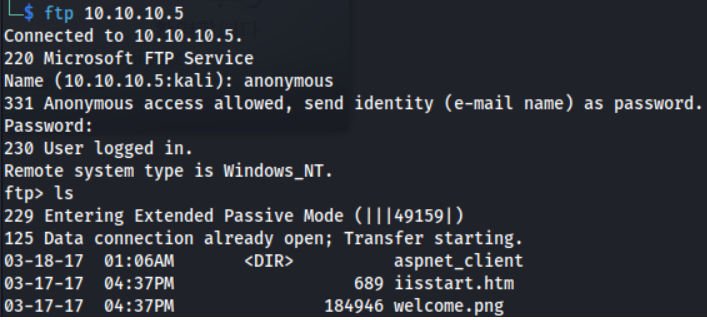 └─$ ftp 10.10.10.5
Connected to 10.10.10.5.
220 Microsoft FTP Service
Name (10.10.10.5:kali): anonymous
331 Anonymous access allowed, send identity (e-mail name) as password.
Password:
230 User logged in.
Remote system type is Windows_NT.
ftp> ls
229 Entering Extended Passive Mode (|||49159|)
125 Data connection already open; Transfer starting.
03-18-17  01:06AM       <DIR>          aspnet_client
03-17-17  04:37PM                  689 iisstart.htm
03-17-17  04:37PM               184946 welcome.png